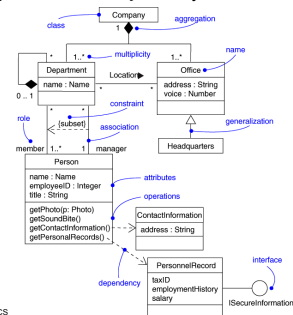 class
Company
1
aggregation
multiplicity
name
*
1..*
1..*
Department
name : Name
Location
*
*
Office
address : String
voice : Number
0 .. 1
constraint
*
*
{subset}
association
generalization
role
member
1..*
1
manager
Headquarters
Person
name : Name
employeeID : Integer
title : String
attributes
operations
getPhoto(p: Photo)
getSoundBite()
getContactInformation()
getPersonalRecords()
ContactInformation
address : String
dependency
PersonnelRecord
taxID
employmentHistory
salary
interface
ISecureInformation
cs